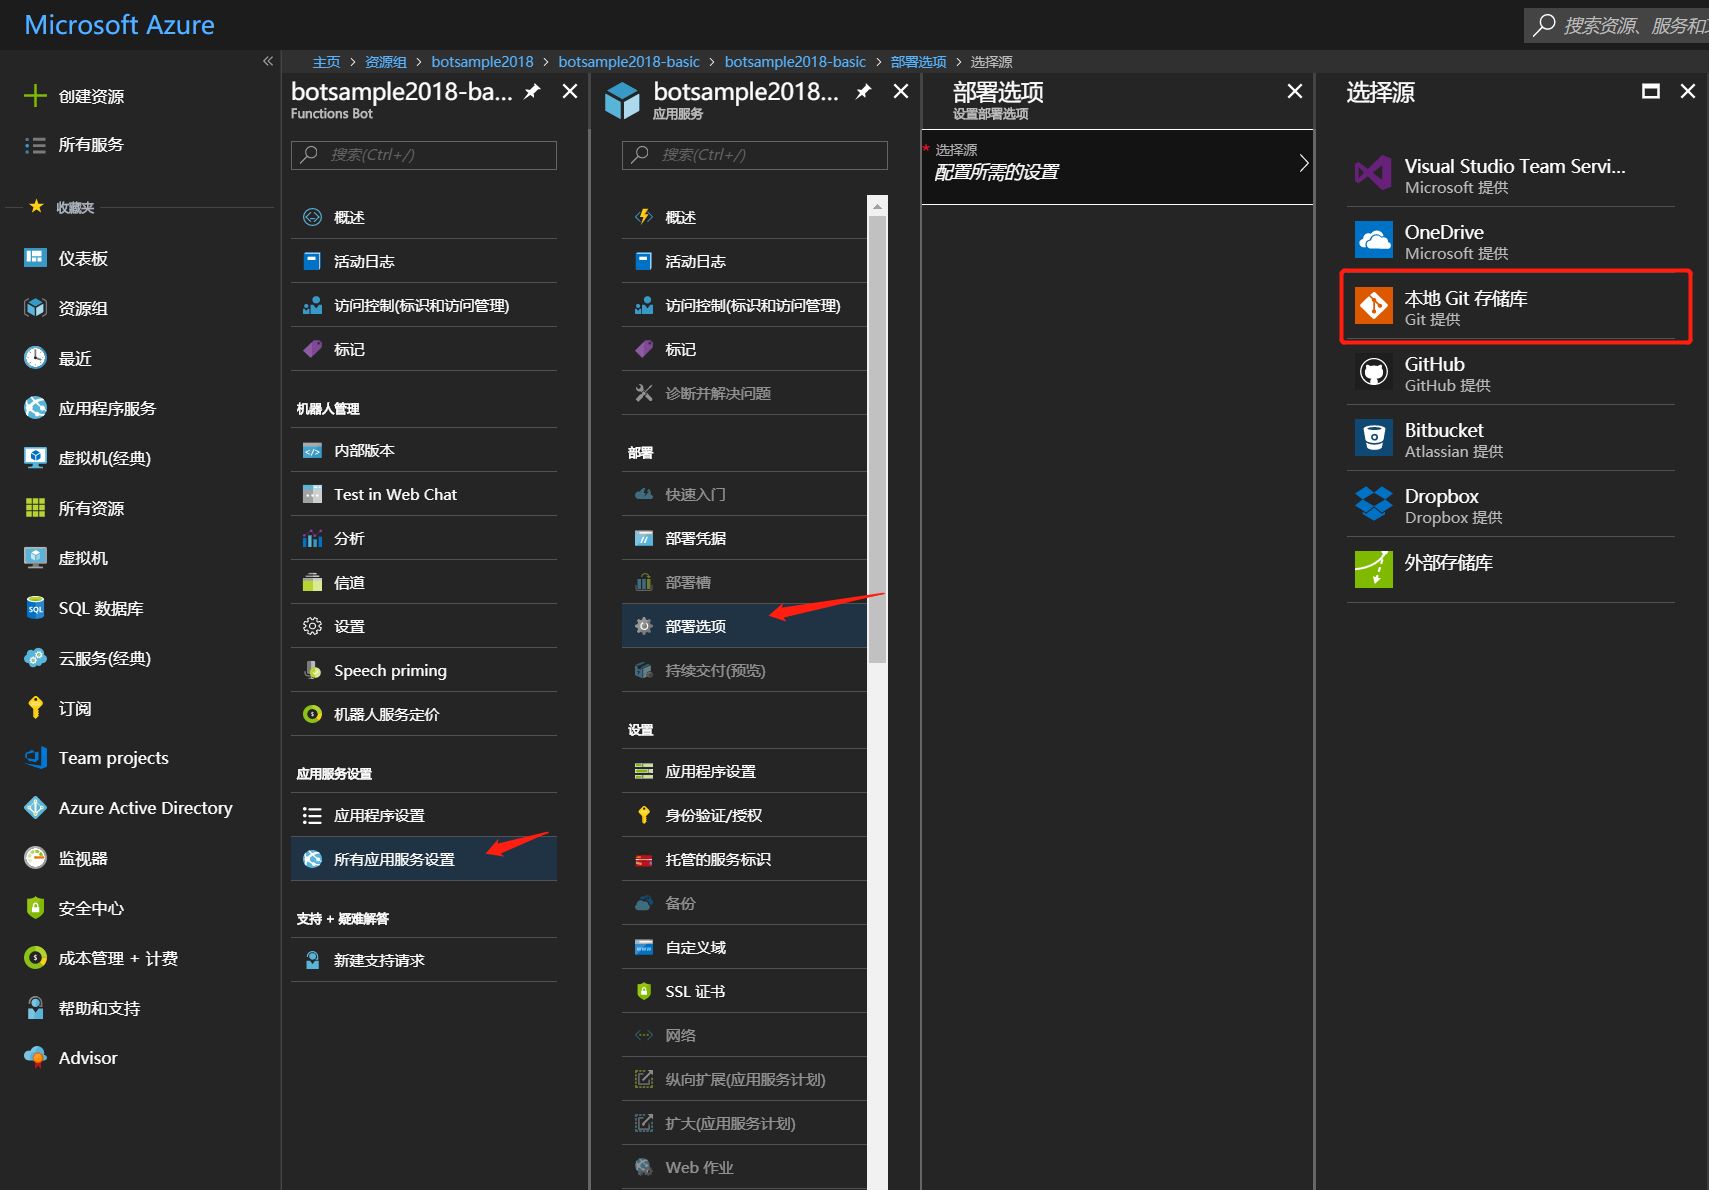 Microsoft Azure
搜索资源、服务和
主页 > 资源组 > botsample2018 > botsample2018-basic > botsample2018-basic > 部署选项 > 选择源
创建资源
所有服务
收藏夹
仪表板
资源组
最近
应用程序服务
虚拟机(经典)
所有资源
虚拟机
SQL 数据库
云服务(经典)
订阅
Team projects
Azure Active Directory
监视器
安全中心
成本管理 + 计费
帮助和支持
Advisor
botsample2018-ba...
Functions Bot
搜索(Ctrl+/)
概述
活动日志
访问控制(标识和访问管理)
标记
机器人管理
内部版本
Test in Web Chat
分析
信道
设置
Speech priming
机器人服务定价
应用服务设置
应用程序设置
所有应用服务设置
支持 + 疑难解答
新建支持请求
botsample2018...
应用服务
搜索(Ctrl+/)
概述
活动日志
访问控制(标识和访问管理)
标记
诊断并解决问题
部署
快速入门
部署凭据
部署槽
部署选项
持续交付(预览)
设置
应用程序设置
身份验证/授权
托管的服务标识
备份
自定义域
SSL 证书
网络
纵向扩展(应用服务计划)
扩大(应用服务计划)
Web 作业
部署选项
设置部署选项
* 选择源
配置所需的设置
选择源
Visual Studio Team Servi...
Microsoft 提供
OneDrive
Microsoft 提供
本地 Git 存储库
Git 提供
GitHub
GitHub 提供
Bitbucket
Atlassian 提供
Dropbox
Dropbox 提供
外部存储库